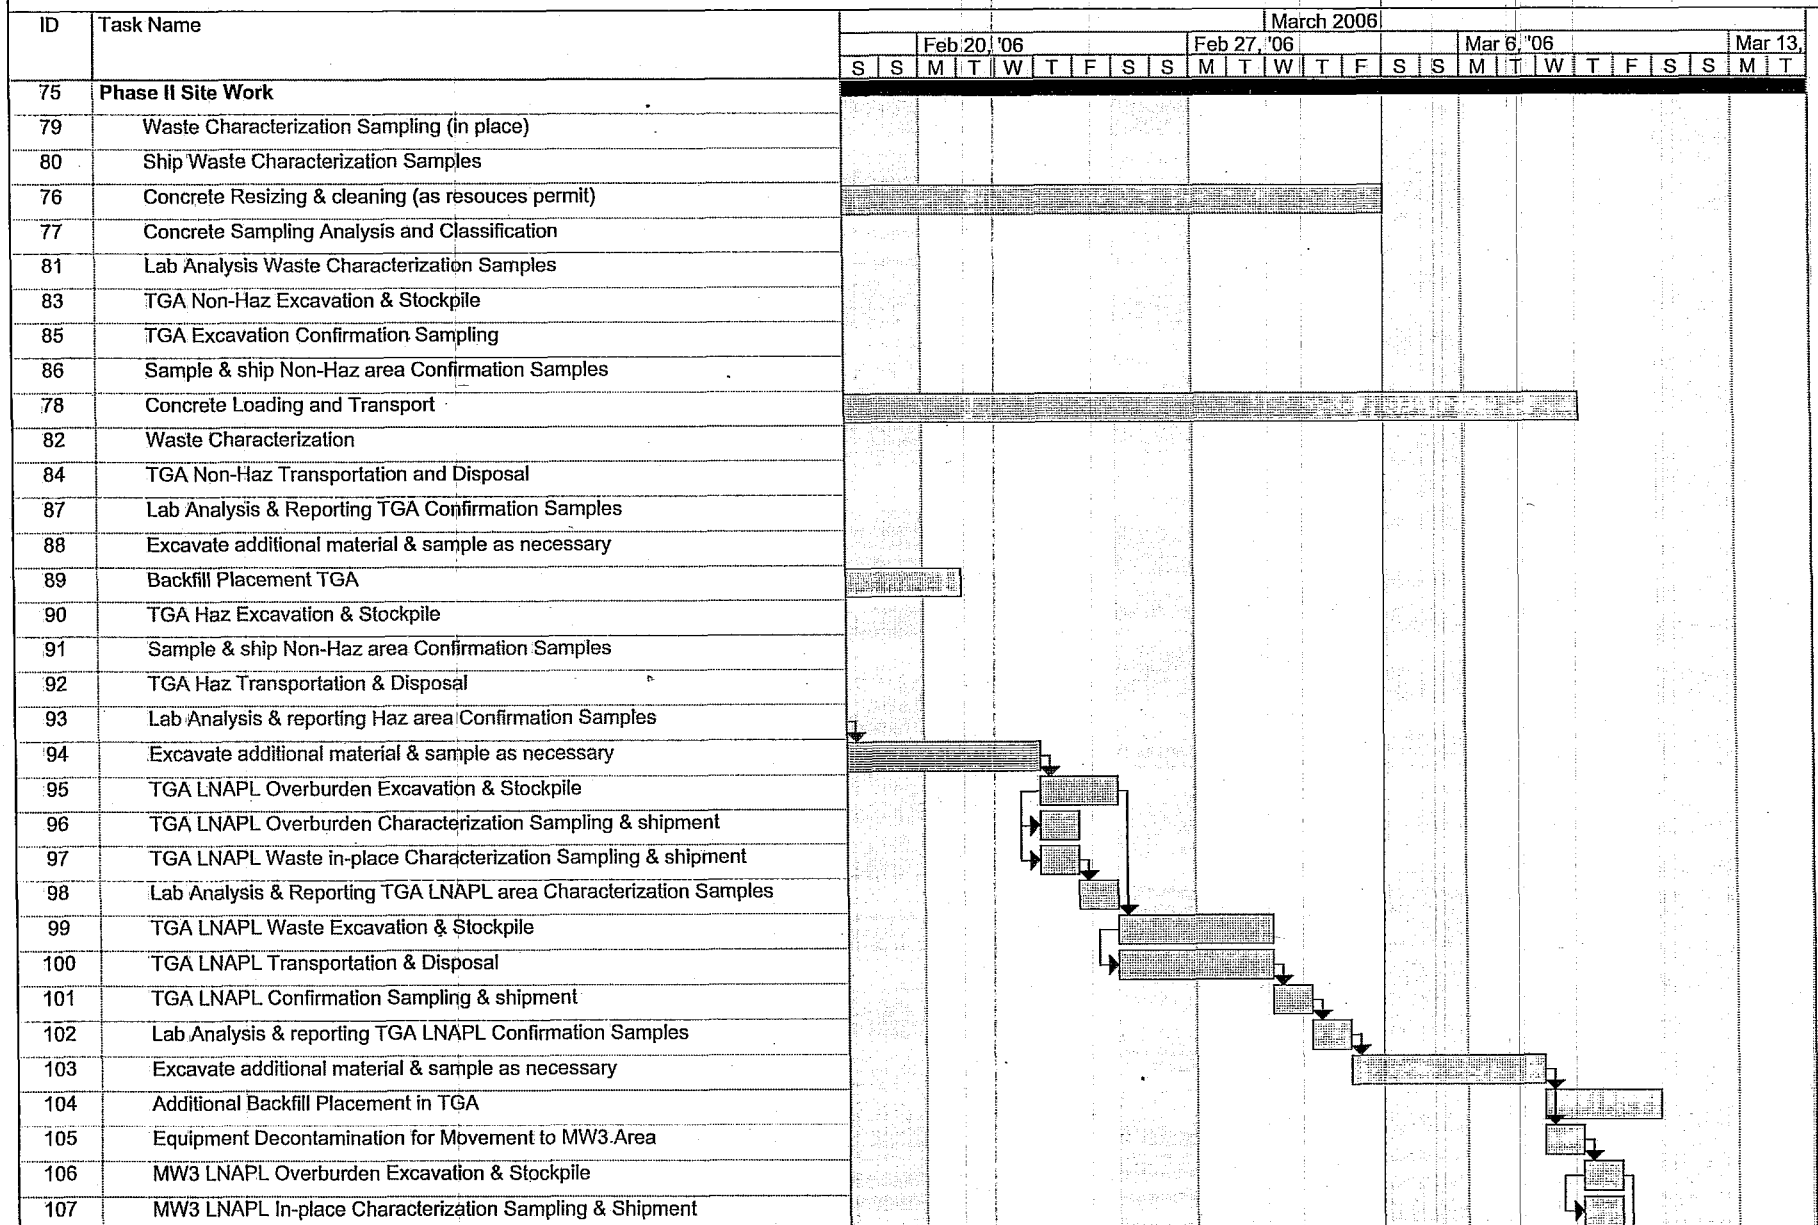 ID Task Name March 2006
Feb 20, '06 Feb 27, '06 Mar 6, '06 Mar 13,
S S M T W T F S S M T W T F S S M T W T F S S M T
75 Phase II Site Work
79 Waste Characterization Sampling (in place)
80 Ship Waste Characterization Samples
76 Concrete Resizing & cleaning (as resouces permit)
77 Concrete Sampling Analysis and Classification
81 Lab Analysis Waste Characterization Samples
83 TGA Non-Haz Excavation & Stockpile
85 TGA Excavation Confirmation Sampling
86 Sample & ship Non-Haz area Confirmation Samples
78 Concrete Loading and Transport
82 Waste Characterization
84 TGA Non-Haz Transportation and Disposal
87 Lab Analysis & Reporting TGA Confirmation Samples
88 Excavate additional material & sample as necessary
89 Backfill Placement TGA
90 TGA Haz Excavation & Stockpile
91 Sample & ship Non-Haz area Confirmation Samples
92 TGA Haz Transportation & Disposal
93 Lab Analysis & reporting Haz area Confirmation Samples
94 Excavate additional material & sample as necessary
95 TGA LNAPL Overburden Excavation & Stockpile
96 TGA LNAPL Overburden Characterization Sampling & shipment
97 TGA LNAPL Waste in-place Characterization Sampling & shipment
98 Lab Analysis & Reporting TGA LNAPL area Characterization Samples
99 TGA LNAPL Waste Excavation & Stockpile
100 TGA LNAPL Transportation & Disposal
101 TGA LNAPL Confirmation Sampling & shipment
102 Lab Analysis & reporting TGA LNAPL Confirmation Samples
103 Excavate additional material & sample as necessary
104 Additional Backfill Placement in TGA
105 Equipment Decontamination for Movement to MW3 Area
106 MW3 LNAPL Overburden Excavation & Stockpile
107 MW3 LNAPL In-place Characterization Sampling & Shipment